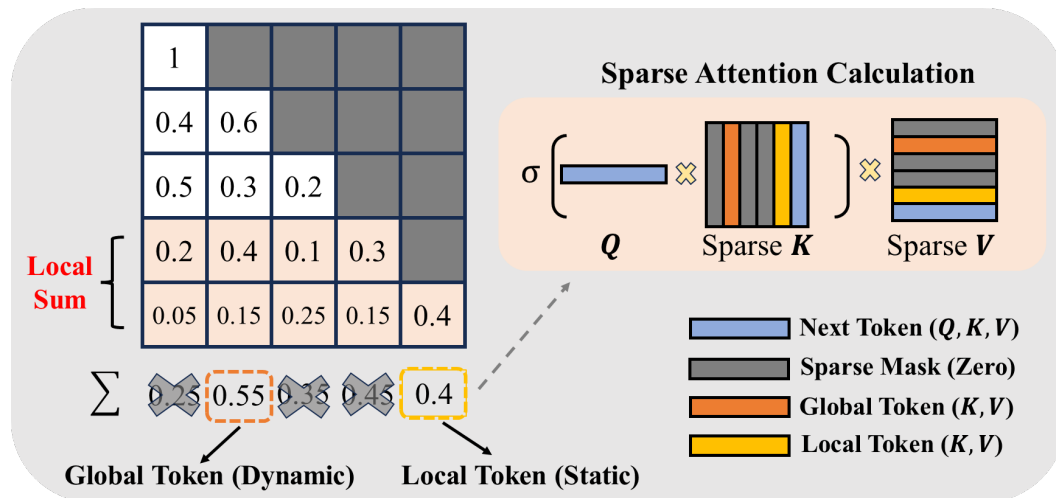 1
0.4 0.6
0.5 0.3 0.2
0.2 0.4 0.1 0.3
0.05 0.15 0.25 0.15 0.4
Local
Sum
∑ 0.25 0.55 0.35 0.45 0.4
Global Token (Dynamic)
Local Token (Static)
Sparse Attention Calculation
σ
Q
Sparse K
Sparse V
Next Token (Q, K, V)
Sparse Mask (Zero)
Global Token (K, V)
Local Token (K, V)